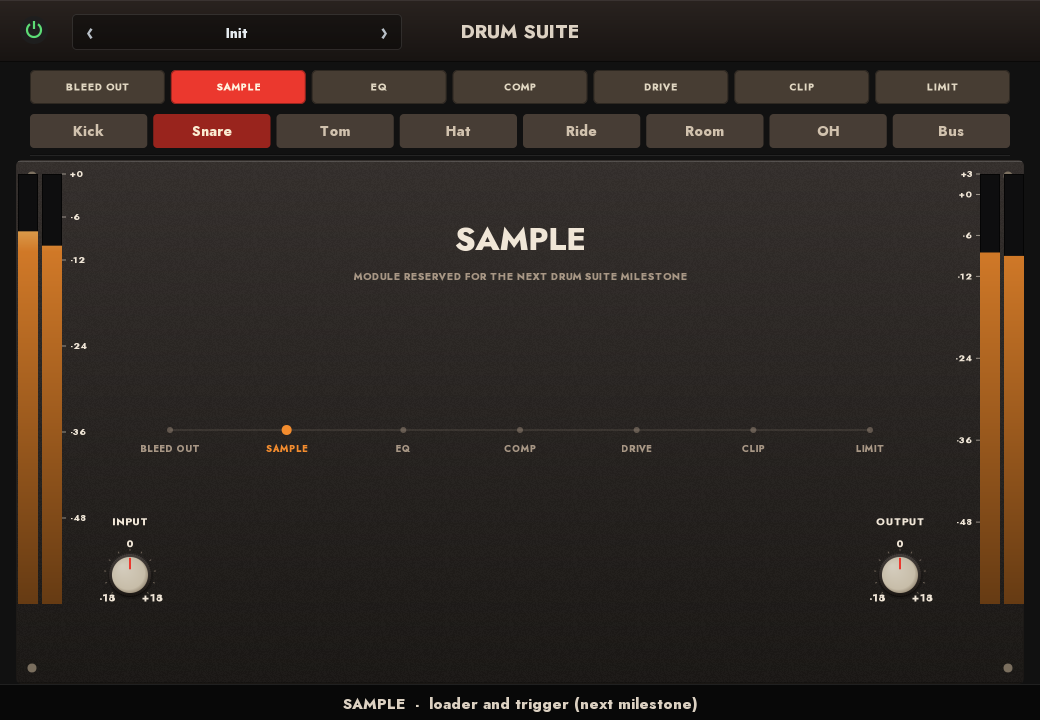 ‹ Init › DRUM SUITE
BLEED OUT SAMPLE EQ COMP DRIVE CLIP LIMIT
Kick Snare Tom Hat Ride Room OH Bus
+0 +3
+0
-6 -6
-12 -12
-24 -24
-36 -36
-48 -48
SAMPLE
MODULE RESERVED FOR THE NEXT DRUM SUITE MILESTONE
BLEED OUT SAMPLE EQ COMP DRIVE CLIP LIMIT
INPUT OUTPUT
0 0
-18 +18 -18 +18
SAMPLE - loader and trigger (next milestone)